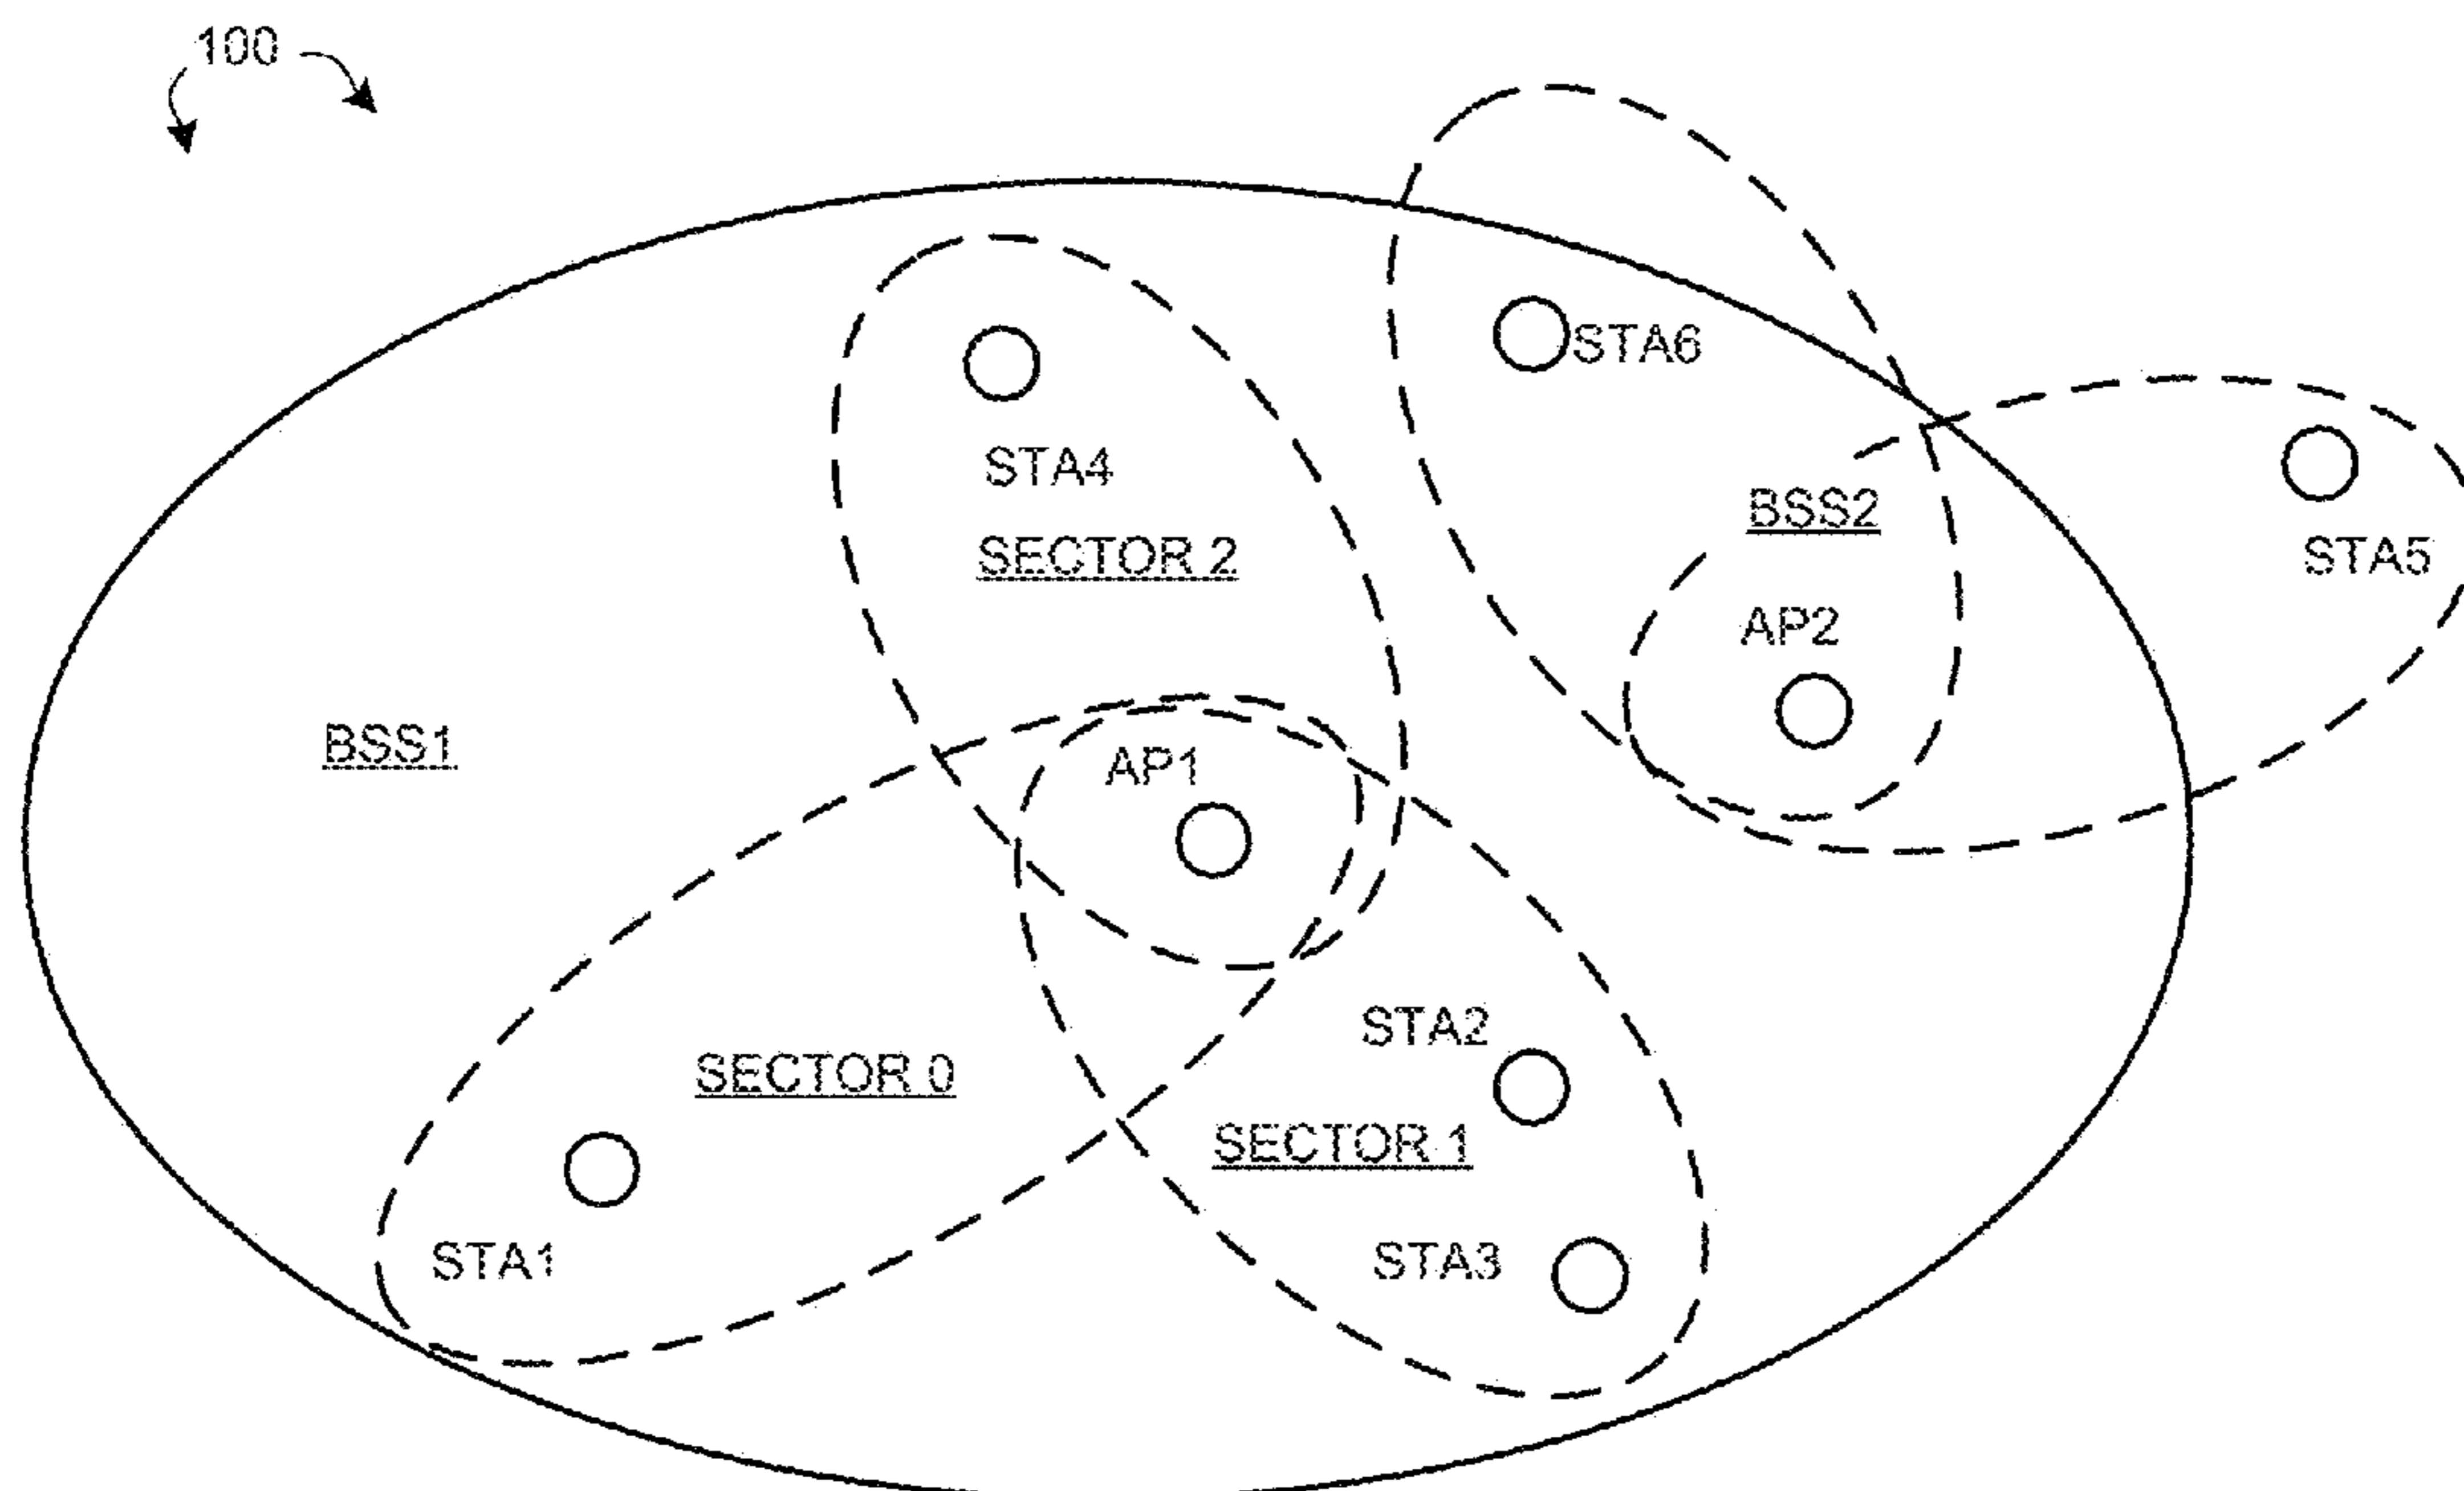 100
STA6
STA4
BSS2
SECTOR 2
STA5
AP2
BSS1
AP1
STA2
SECTOR 0
SECTOR 1
STA1
STA3